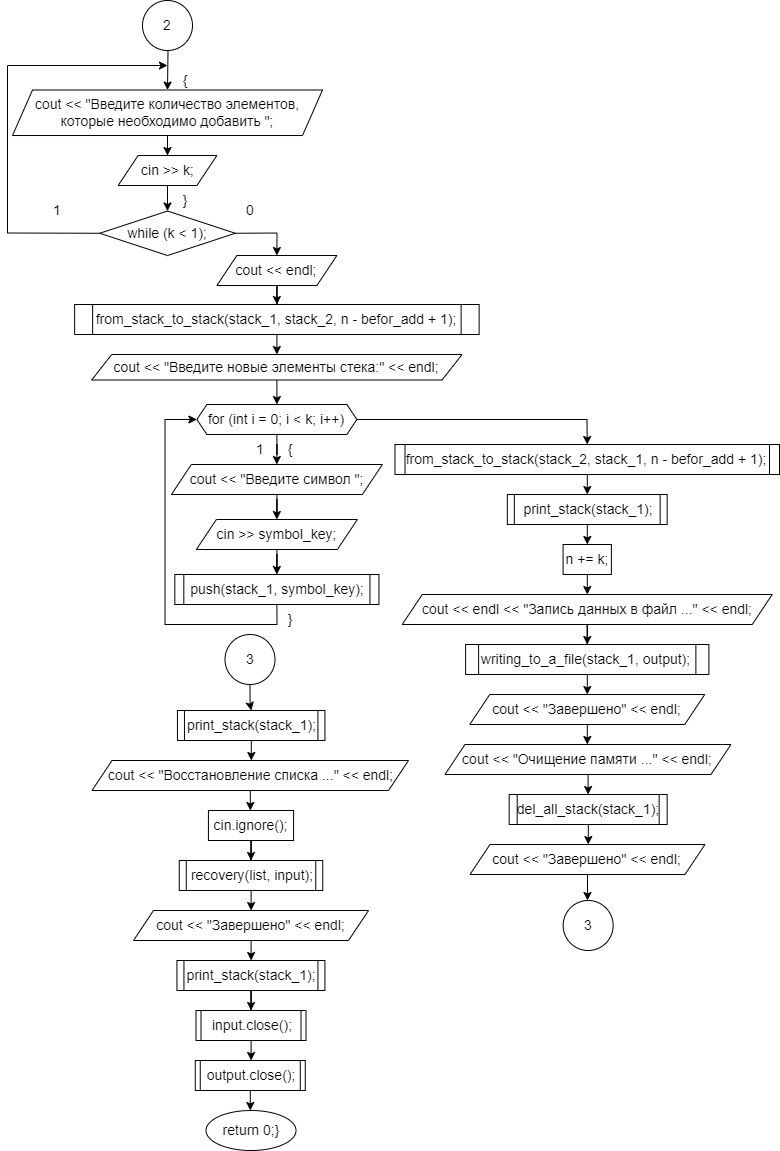 2
{
cout << "Введите количество элементов,
которые необходимо добавить ";
cin >> k;
}
1
0
while (k < 1);
cout << endl;
from_stack_to_stack(stack_1, stack_2, n - befor_add + 1);
cout << "Введите новые элементы стека:" << endl;
for (int i = 0; i < k; i++)
1
{
cout << "Введите символ ";
cin >> symbol_key;
push(stack_1, symbol_key);
}
from_stack_to_stack(stack_2, stack_1, n - befor_add + 1);
print_stack(stack_1);
n += k;
cout << endl << "Запись данных в файл ..." << endl;
writing_to_a_file(stack_1, output);
cout << "Завершено" << endl;
cout << "Очищение памяти ..." << endl;
del_all_stack(stack_1);
cout << "Завершено" << endl;
3
3
print_stack(stack_1);
cout << "Восстановление списка ..." << endl;
cin.ignore();
recovery(list, input);
cout << "Завершено" << endl;
print_stack(stack_1);
input.close();
output.close();
return 0;}